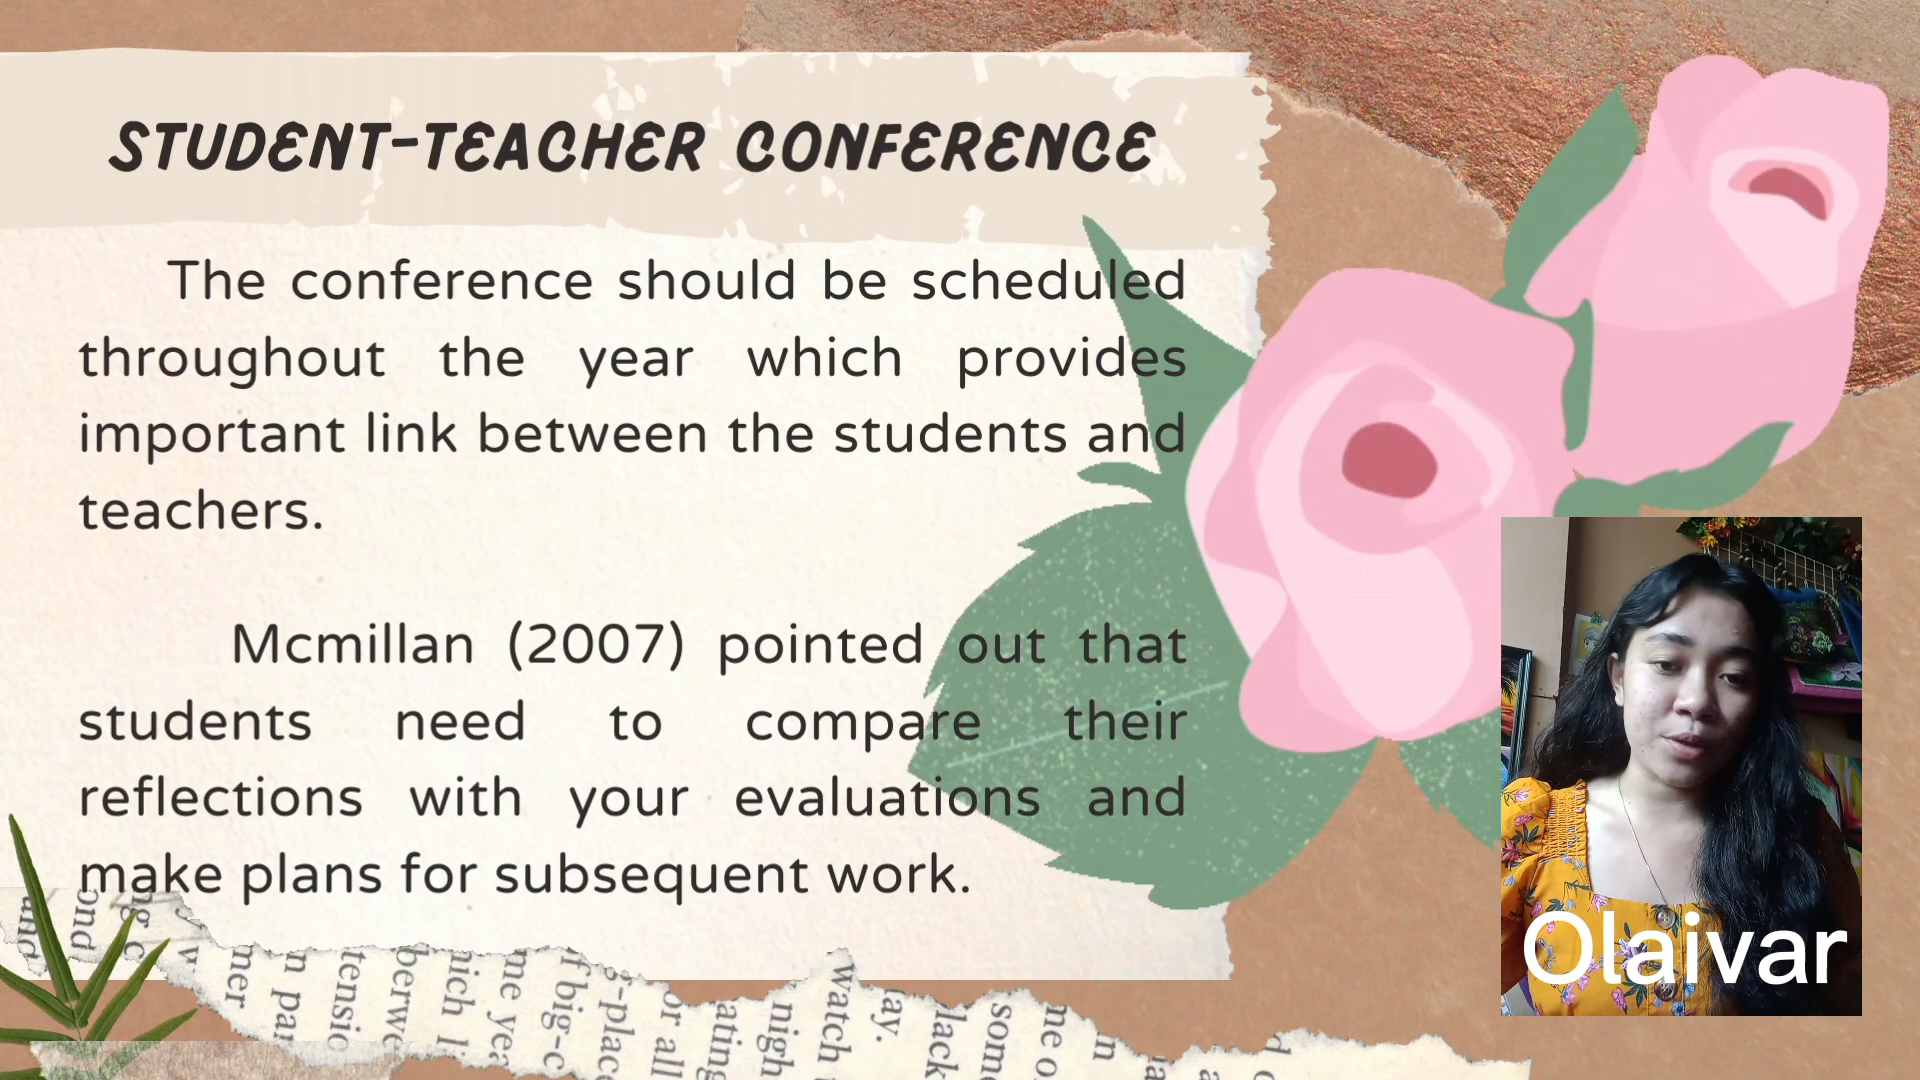 STUDENT-TEACHER CONFERENCE
The conference should be scheduled
throughout the year which provides
important link between the students and
teachers.
Mcmillan (2007) pointed out that
students need to compare their
reflections with your evaluations and
make plans for subsequent work.
Olaivar